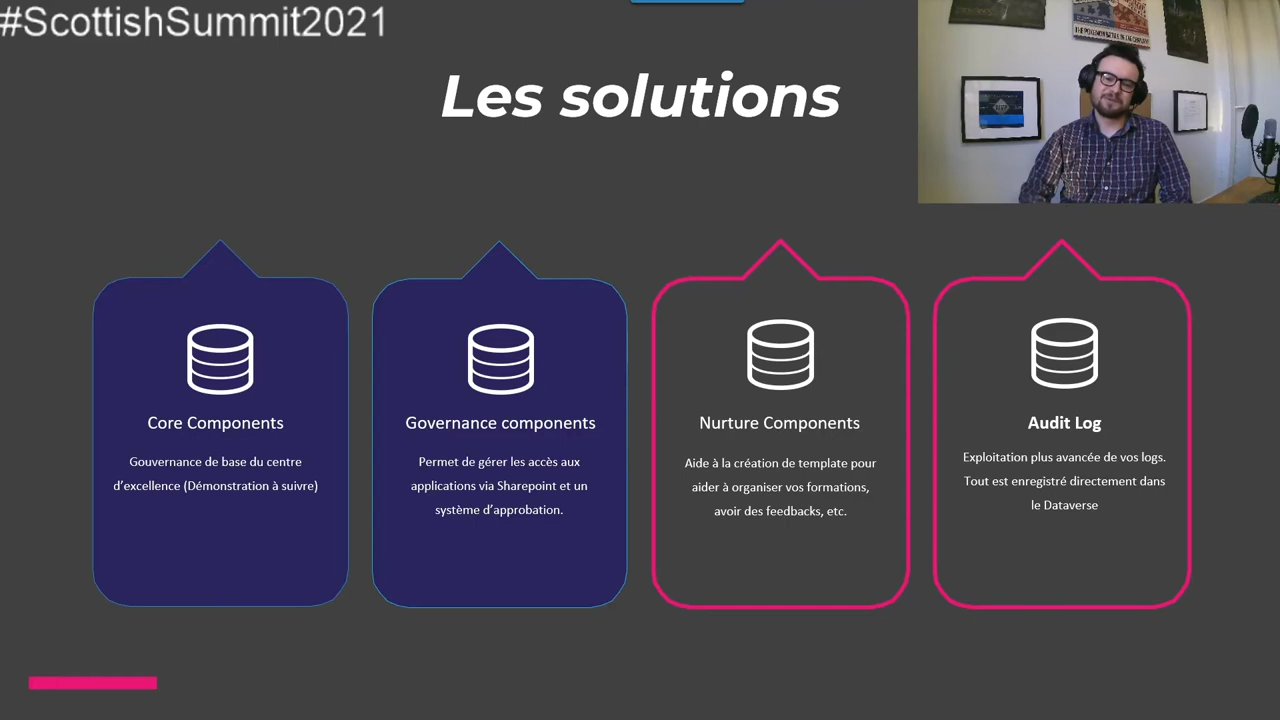 #ScottishSummit2021
Les solutions
Core Components
Gouvernance de base du centre
d’excellence (Démonstration à suivre)
Governance components
Permet de gérer les accès aux
applications via Sharepoint et un
système d’approbation.
Nurture Components
Aide à la création de template pour
aider à organiser vos formations,
avoir des feedbacks, etc.
Audit Log
Exploitation plus avancée de vos logs.
Tout est enregistré directement dans
le Dataverse